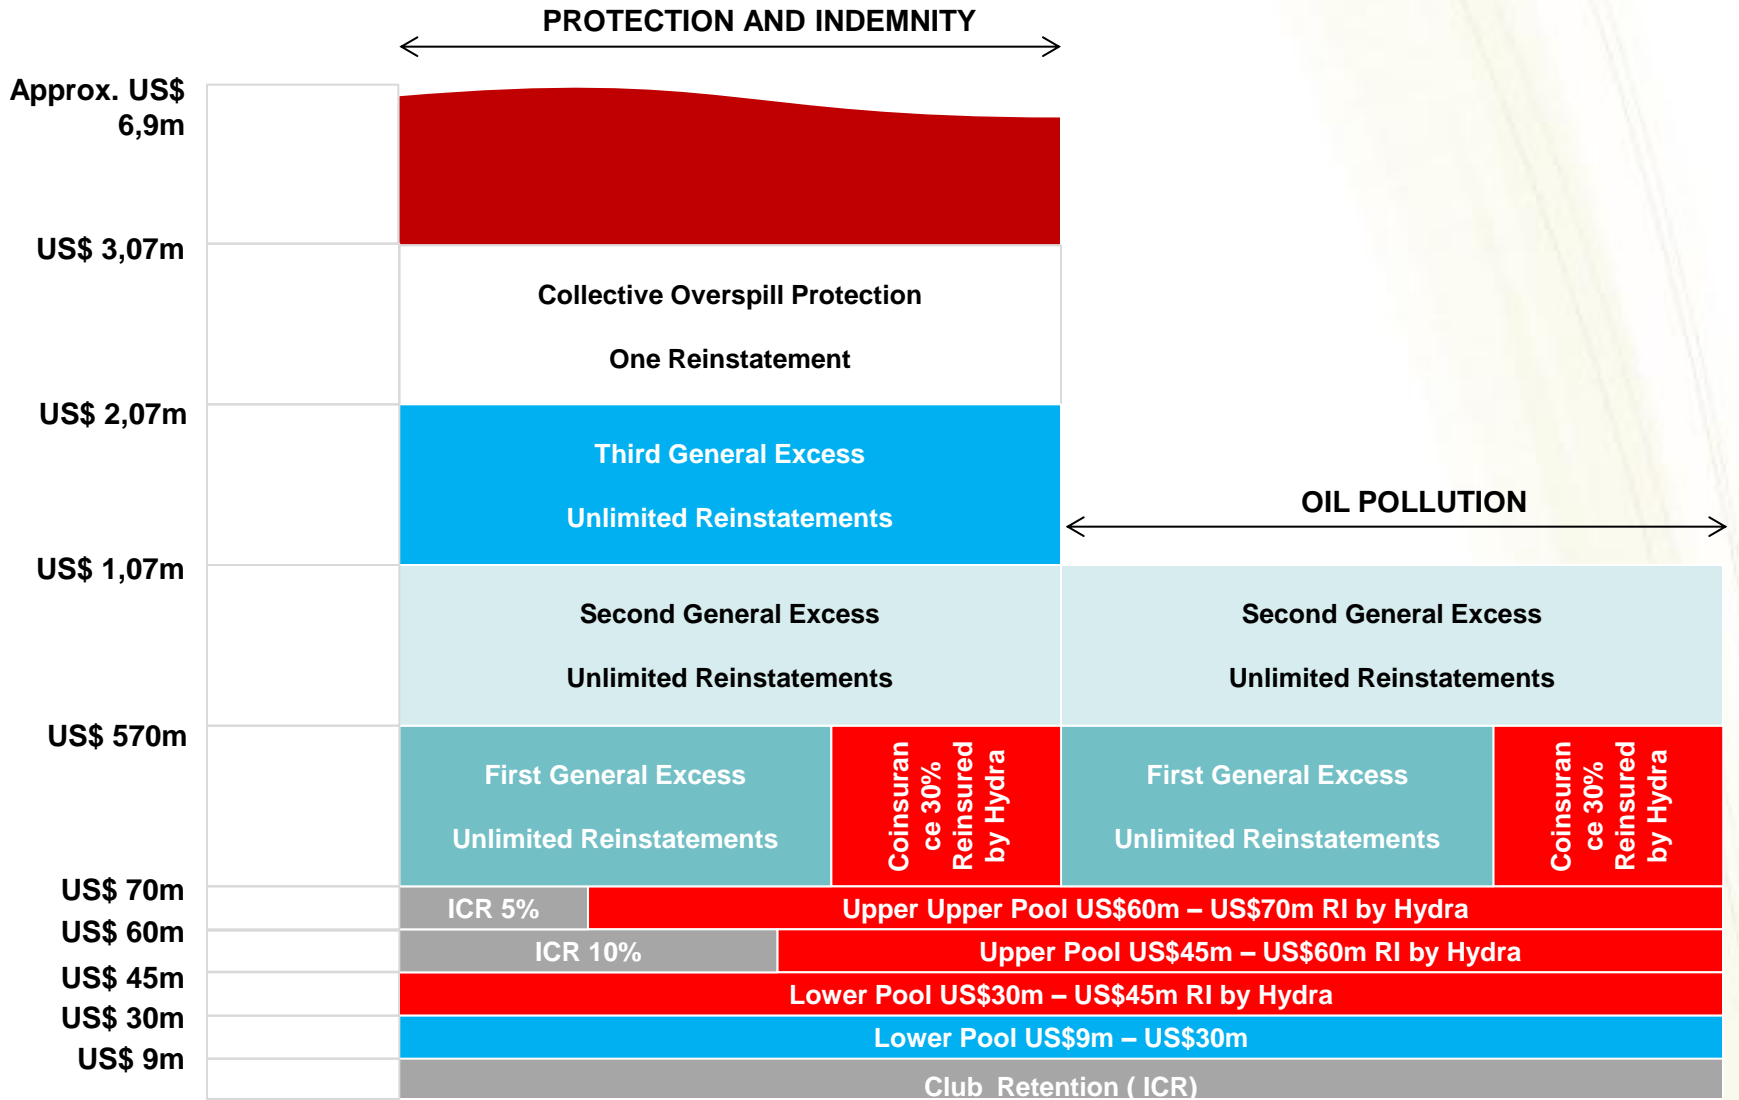 PROTECTION AND INDEMNITY
Approx. US$
6,9m
US$ 3,07m
Collective Overspill Protection
One Reinstatement
US$ 2,07m
Third General Excess
Unlimited Reinstatements
OIL POLLUTION
US$ 1,07m
Second General Excess
Unlimited Reinstatements
Second General Excess
Unlimited Reinstatements
US$ 570m
First General Excess
Unlimited Reinstatements
Coinsuran
ce 30%
Reinsured
by Hydra
First General Excess
Unlimited Reinstatements
Coinsuran
ce 30%
Reinsured
by Hydra
US$ 70m
ICR 5%
Upper Upper Pool US$60m – US$70m RI by Hydra
US$ 60m
ICR 10%
Upper Pool US$45m – US$60m RI by Hydra
US$ 45m
Lower Pool US$30m – US$45m RI by Hydra
US$ 30m
Lower Pool US$9m – US$30m
US$ 9m
Club Retention ( ICR)